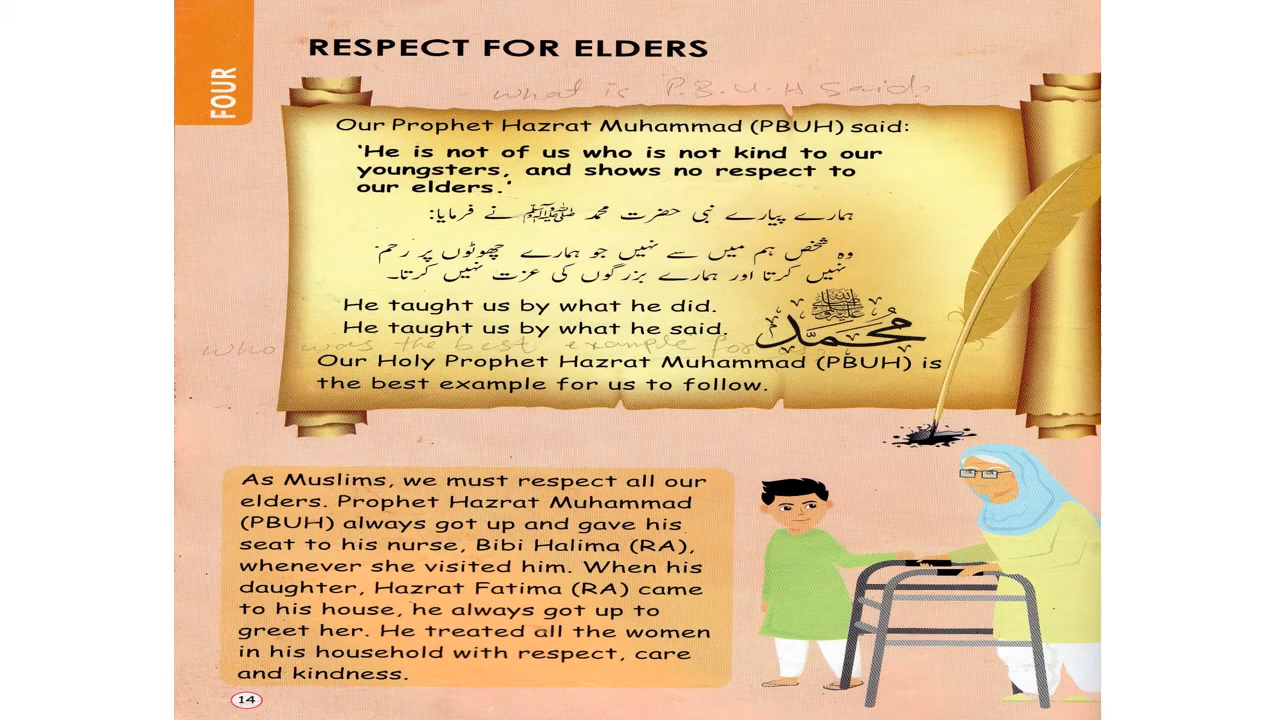 FOUR
RESPECT FOR ELDERS
what is P.B.U.H Said.
Our Prophet Hazrat Muhammad (PBUH) said:
'He is not of us who is not kind to our
youngsters, and shows no respect to
our elders.'
ہمارے پیارے نبی حضرت محمد ﷺ نے فرمایا:
وہ شخص ہم میں سے نہیں جو ہمارے چھوٹوں پر رحم
نہیں کرتا اور ہمارے بزرگوں کی عزت نہیں کرتا۔
He taught us by what he did.
He taught us by what he said.
محمد
who was the best example for us
Our Holy Prophet Hazrat Muhammad (PBUH) is
the best example for us to follow.
As Muslims, we must respect all our
elders. Prophet Hazrat Muhammad
(PBUH) always got up and gave his
seat to his nurse, Bibi Halima (RA),
whenever she visited him. When his
daughter, Hazrat Fatima (RA) came
to his house, he always got up to
greet her. He treated all the women
in his household with respect, care
and kindness.
14